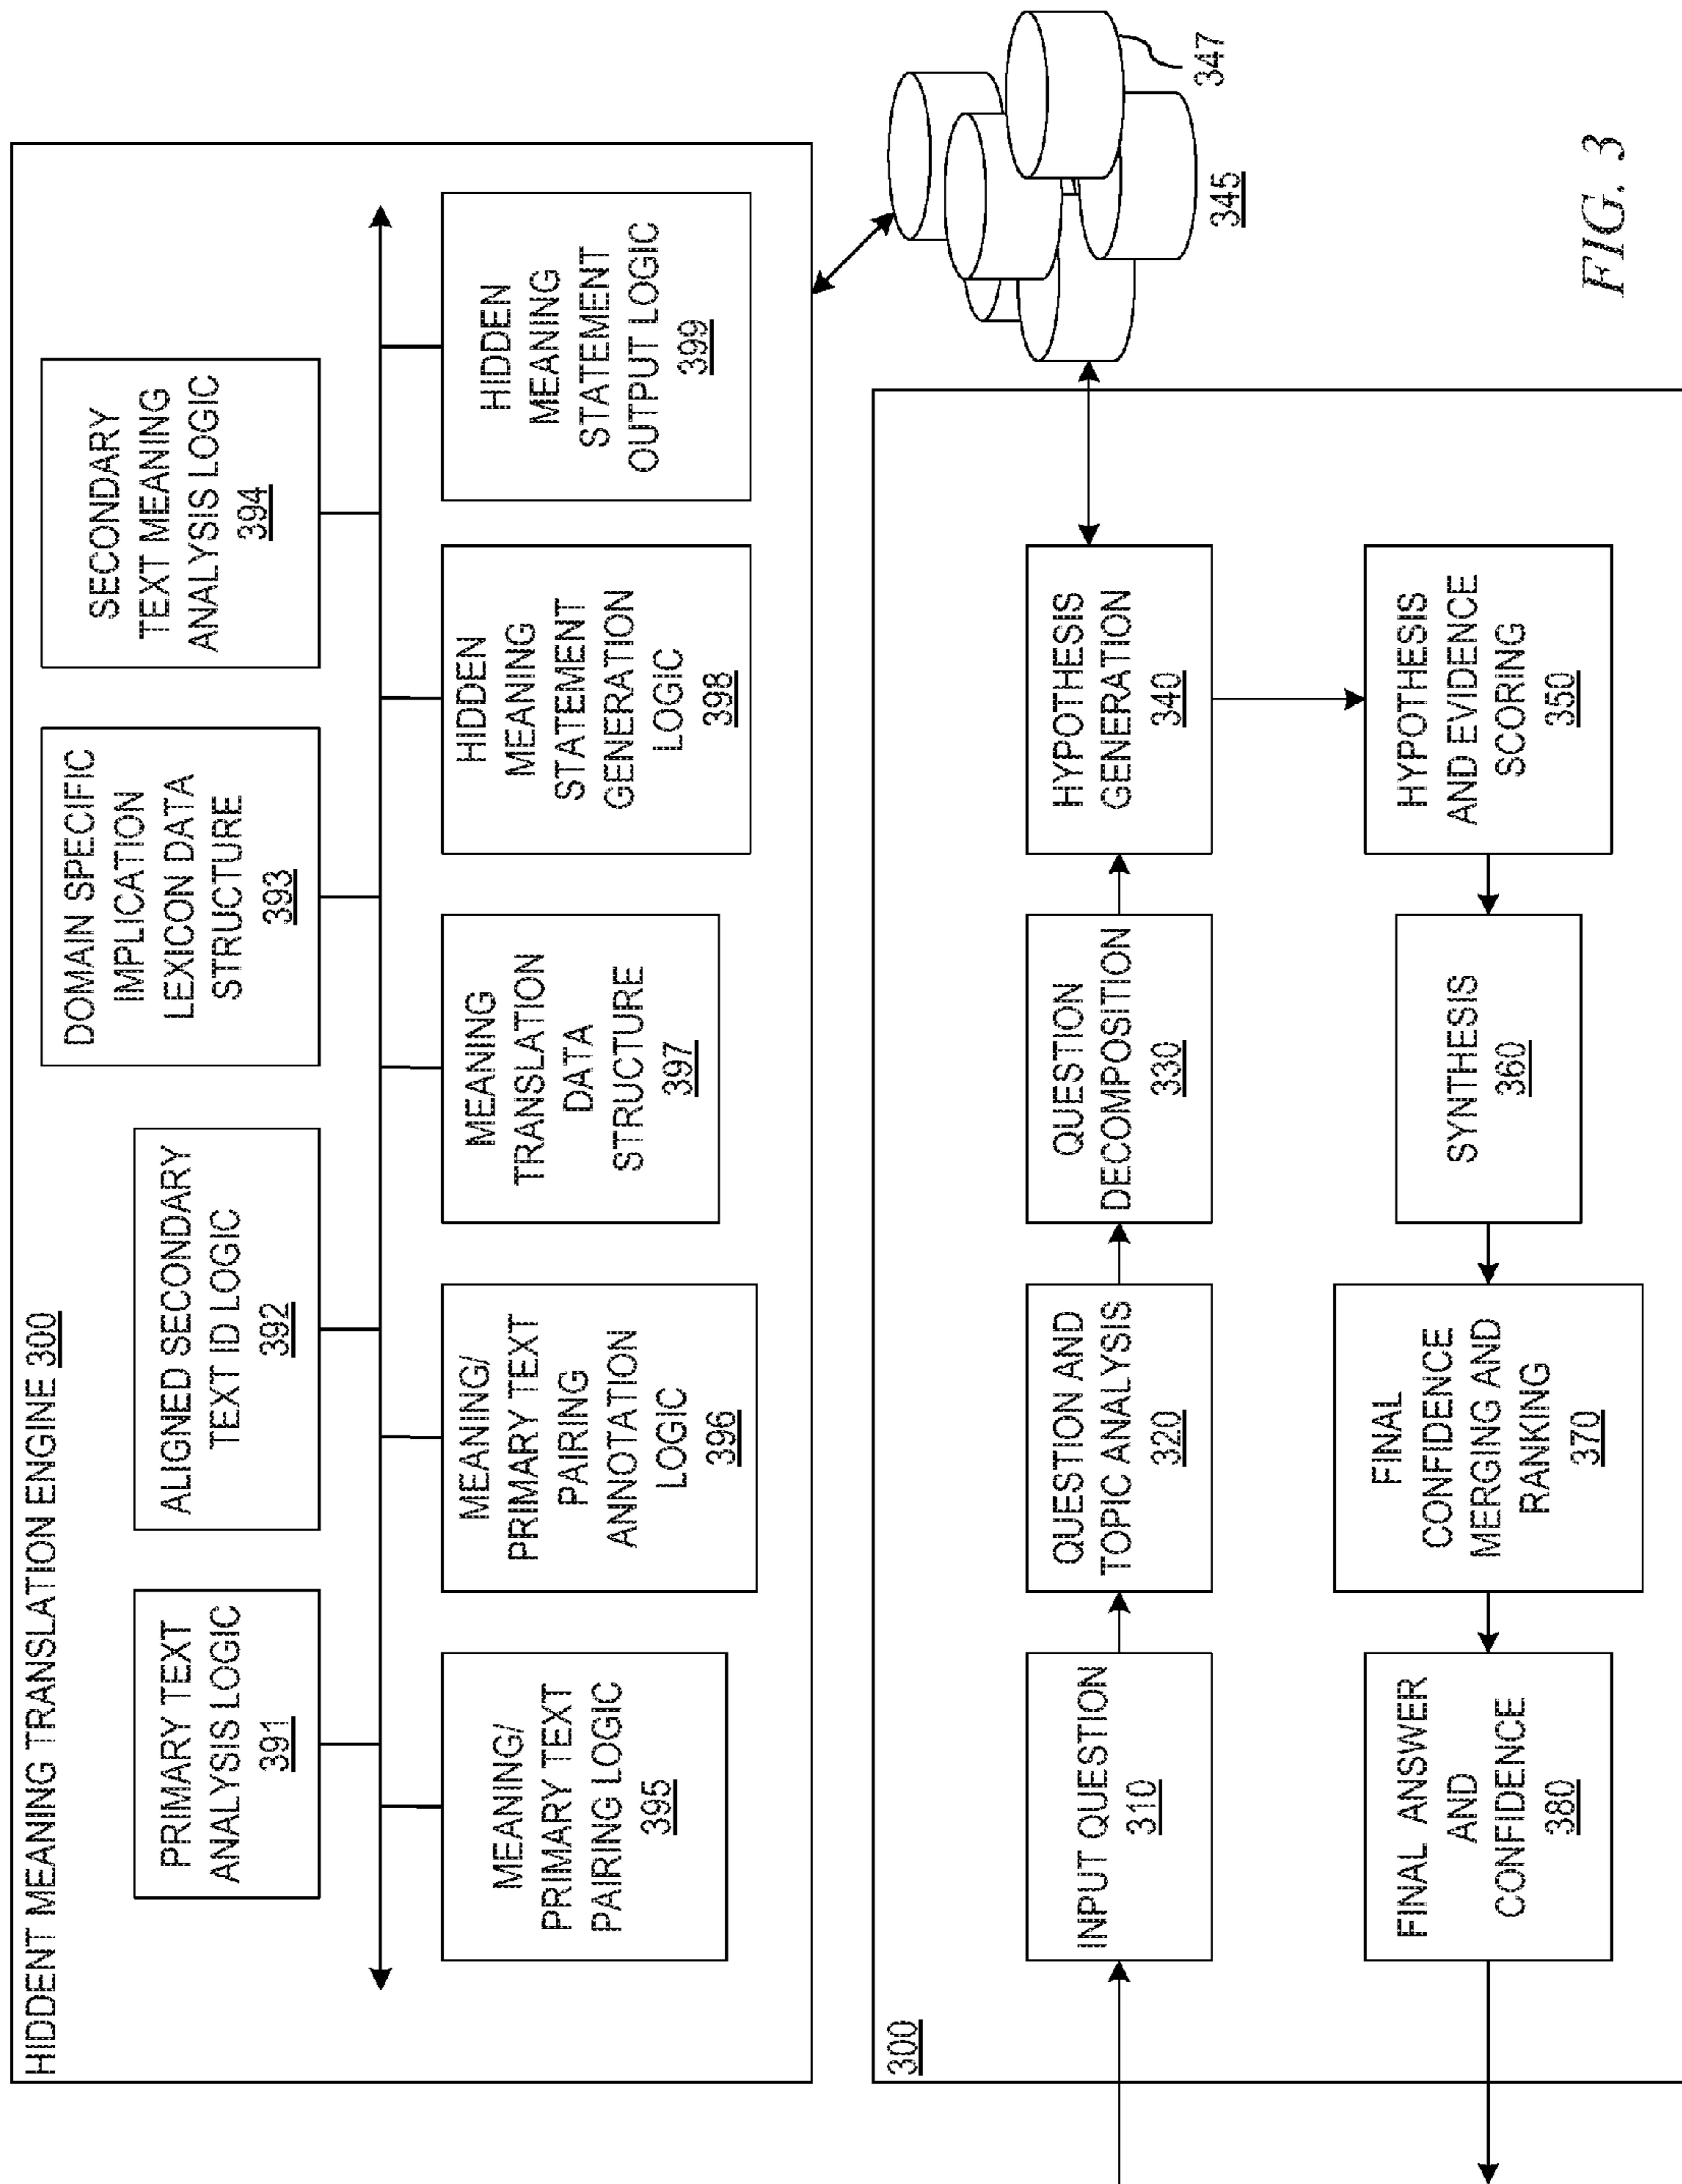 HIDDENT MEANING TRANSLATION ENGINE 300
PRIMARY TEXT
ANALYSIS LOGIC
391
ALIGNED SECONDARY
TEXT ID LOGIC
392
DOMAIN SPECIFIC
IMPLICATION
LEXICON DATA
STRUCTURE
393
SECONDARY
TEXT MEANING
ANALYSIS LOGIC
394
MEANING/
PRIMARY TEXT
PAIRING LOGIC
395
MEANING/
PRIMARY TEXT
PAIRING
ANNOTATION
LOGIC
396
MEANING
TRANSLATION
DATA
STRUCTURE
397
HIDDEN
MEANING
STATEMENT
GENERATION
LOGIC
398
HIDDEN
MEANING
STATEMENT
OUTPUT LOGIC
399
300
INPUT QUESTION
310
QUESTION AND
TOPIC ANALYSIS
320
QUESTION
DECOMPOSITION
330
HYPOTHESIS
GENERATION
340
345
347
FINAL ANSWER
AND
CONFIDENCE
380
FINAL
CONFIDENCE
MERGING AND
RANKING
370
SYNTHESIS
360
HYPOTHESIS
AND EVIDENCE
SCORING
350
FIG. 3